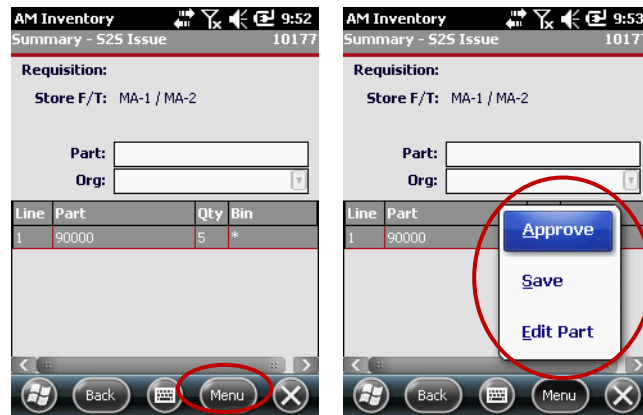 AM Inventory 9:52
Summary - S2S Issue 10177
Requisition:
Store F/T: MA-1 / MA-2
Part:
Org:
Line Part Qty Bin
1 90000 5 *
Back Menu
AM Inventory 9:53
Summary - S2S Issue 1017
Requisition:
Store F/T: MA-1 / MA-2
Part:
Org:
Line Part
1 90000
Approve
Save
Edit Part
Back Menu